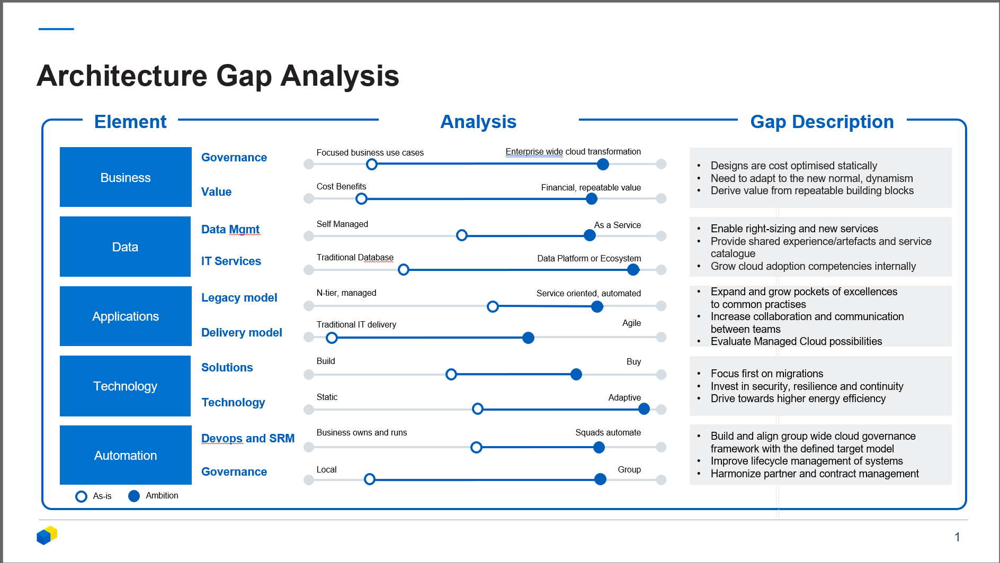 Architecture Gap Analysis
Element
Analysis
Gap Description
Business
Governance
Focused business use cases
Enterprise wide cloud transformation
Value
Cost Benefits
Financial, repeatable value
• Designs are cost optimised statically
• Need to adapt to the new normal, dynamism
• Derive value from repeatable building blocks
Data
Data Mgmt
Self Managed
As a Service
IT Services
Traditional Database
Data Platform or Ecosystem
• Enable right-sizing and new services
• Provide shared experience/artefacts and service
catalogue
• Grow cloud adoption competencies internally
Applications
Legacy model
N-tier, managed
Service oriented, automated
Delivery model
Traditional IT delivery
Agile
• Expand and grow pockets of excellences
to common practises
• Increase collaboration and communication
between teams
• Evaluate Managed Cloud possibilities
Technology
Solutions
Build
Buy
Technology
Static
Adaptive
• Focus first on migrations
• Invest in security, resilience and continuity
• Drive towards higher energy efficiency
Automation
Devops and SRM
Business owns and runs
Squads automate
Governance
Local
Group
• Build and align group wide cloud governance
framework with the defined target model
• Improve lifecycle management of systems
• Harmonize partner and contract management
As-is
Ambition
1